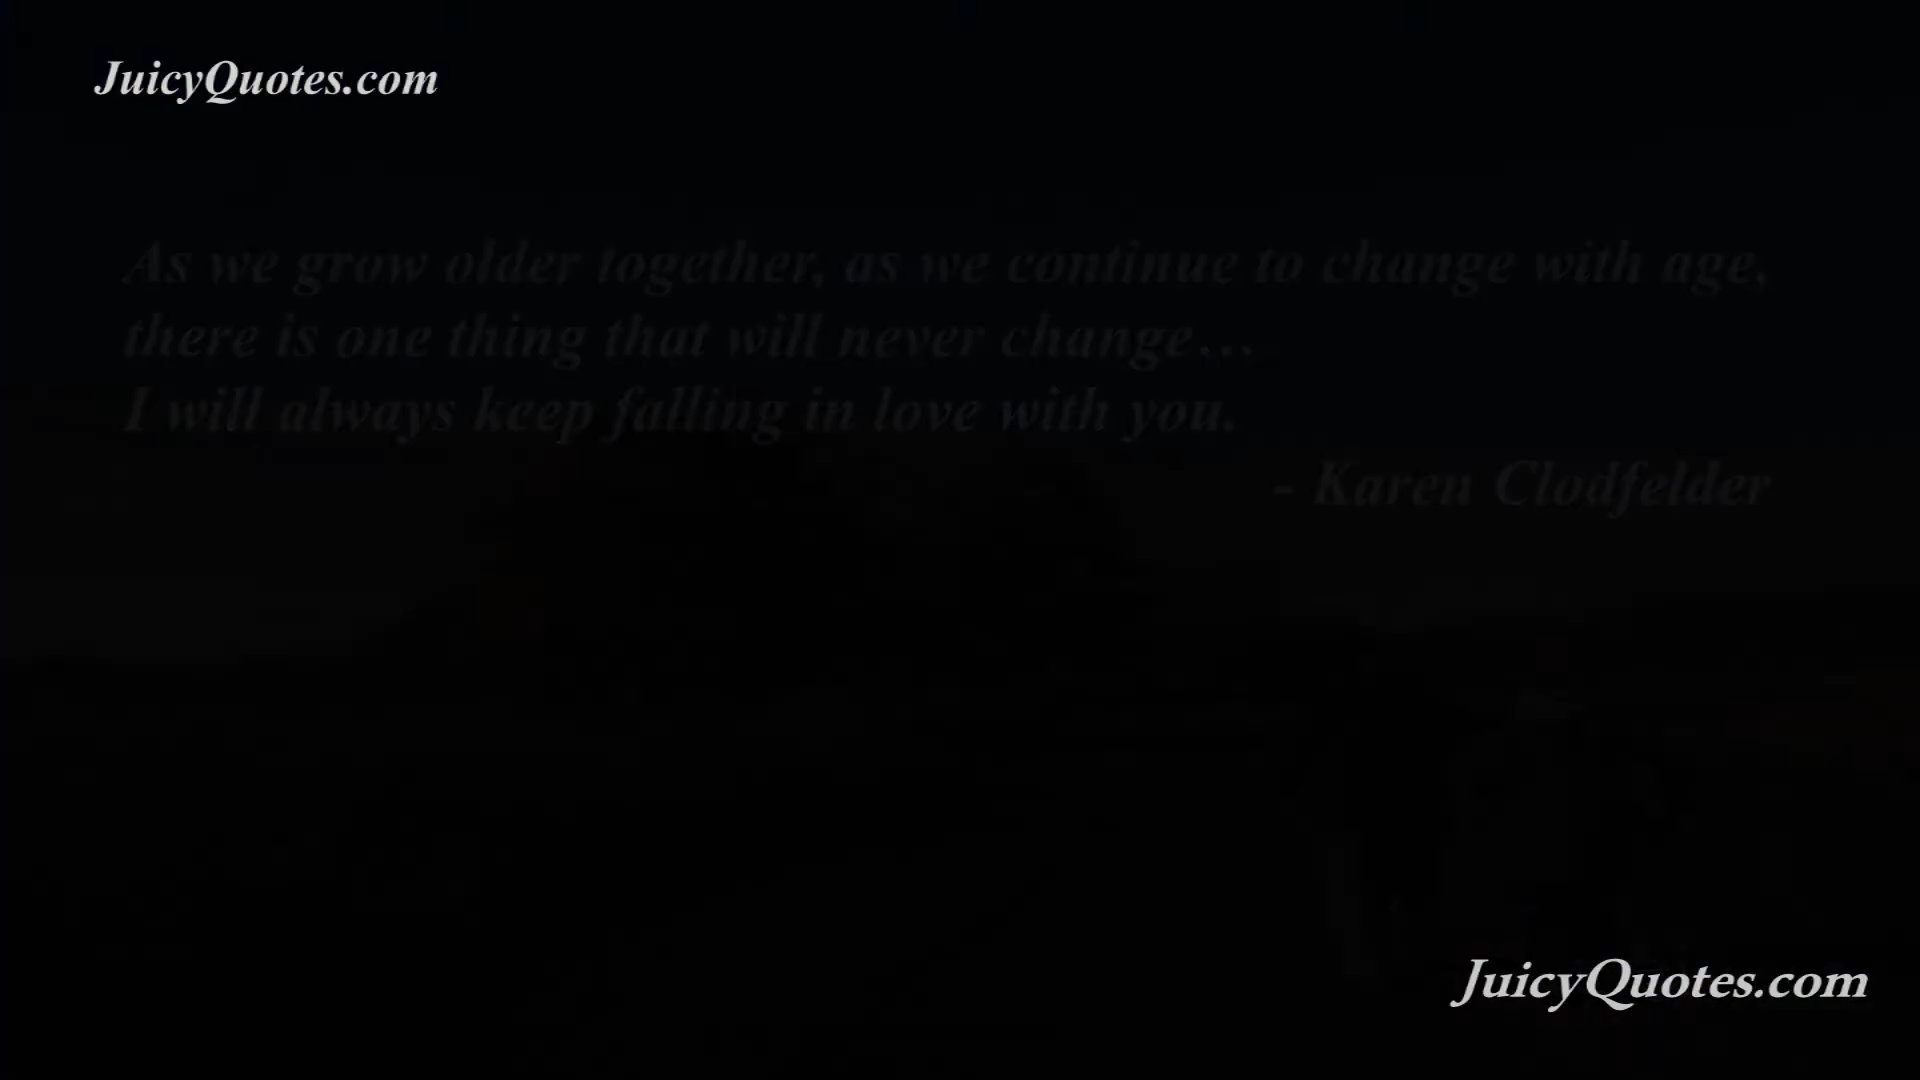 JuicyQuotes.com
As we grow older together, as we continue to change with age,
there is one thing that will never change…
I will always keep falling in love with you.
- Karen Clodfelder
JuicyQuotes.com